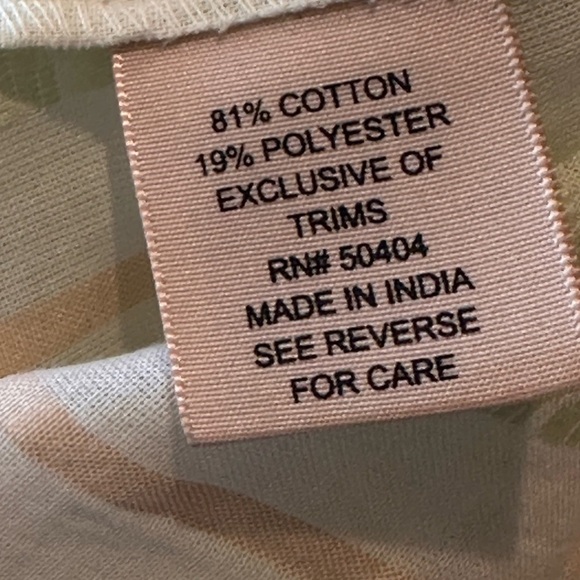 81% COTTON
19% POLYESTER
EXCLUSIVE OF
TRIMS
RN# 50404
MADE IN INDIA
SEE REVERSE
FOR CARE